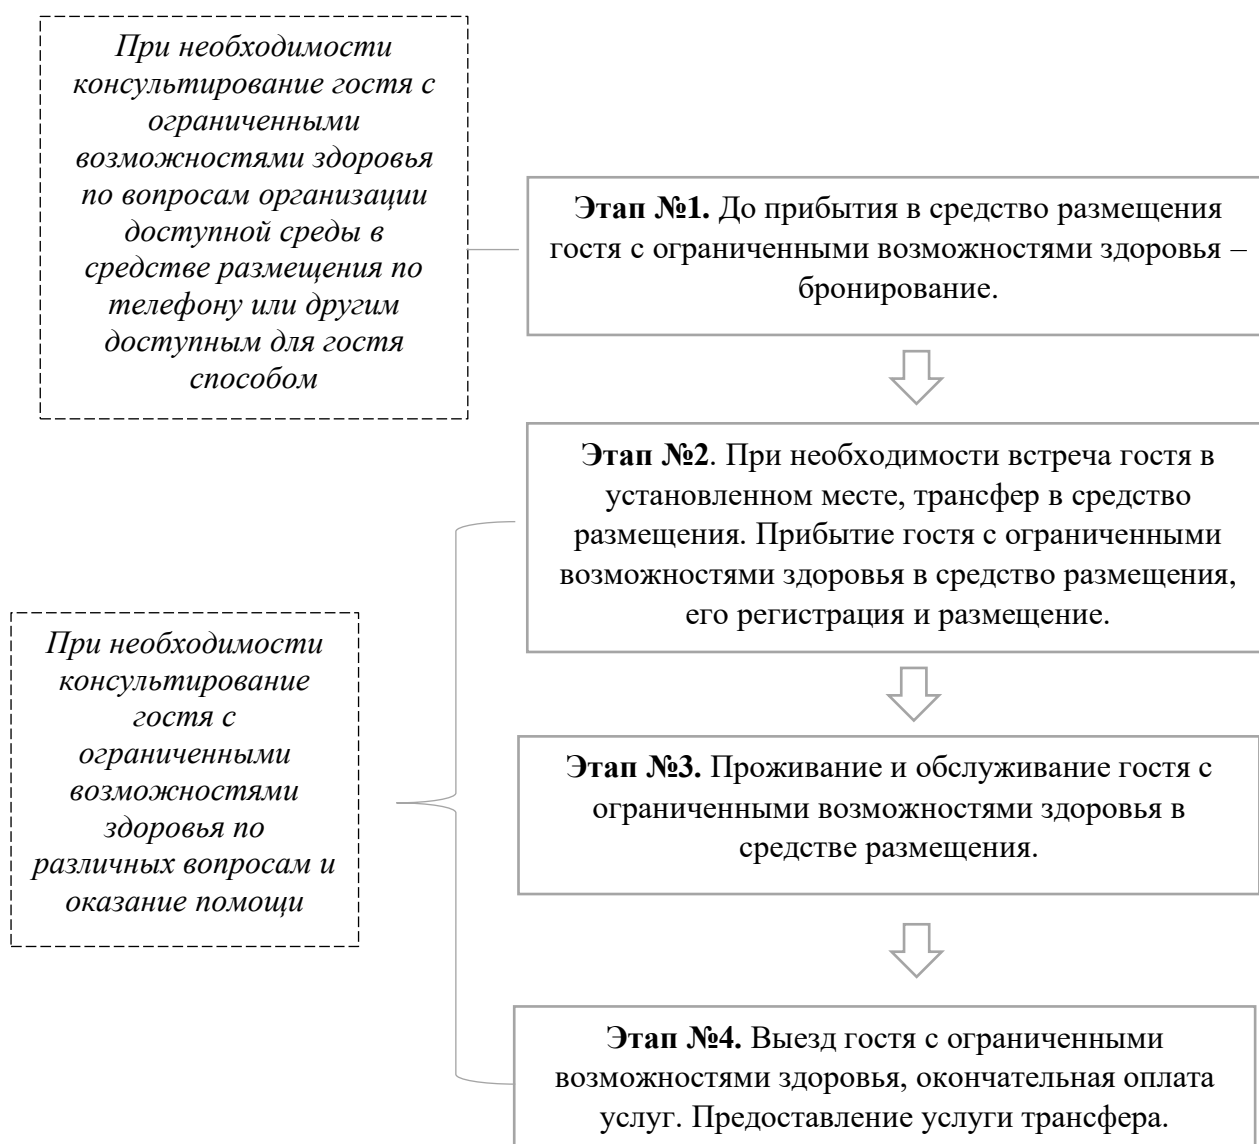 При необходимости
консультирование гостя с
ограниченными
возможностями здоровья
по вопросам организации
доступной среды в
средстве размещения по
телефону или другим
доступным для гостя
способом
Этап №1. До прибытия в средство размещения
гостя с ограниченными возможностями здоровья –
бронирование.
Этап №2. При необходимости встреча гостя в
установленном месте, трансфер в средство
размещения. Прибытие гостя с ограниченными
возможностями здоровья в средство размещения,
его регистрация и размещение.
При необходимости
консультирование
гостя с
ограниченными
возможностями
здоровья по
различных вопросам и
оказание помощи
Этап №3. Проживание и обслуживание гостя с
ограниченными возможностями здоровья в
средстве размещения.
Этап №4. Выезд гостя с ограниченными
возможностями здоровья, окончательная оплата
услуг. Предоставление услуги трансфера.